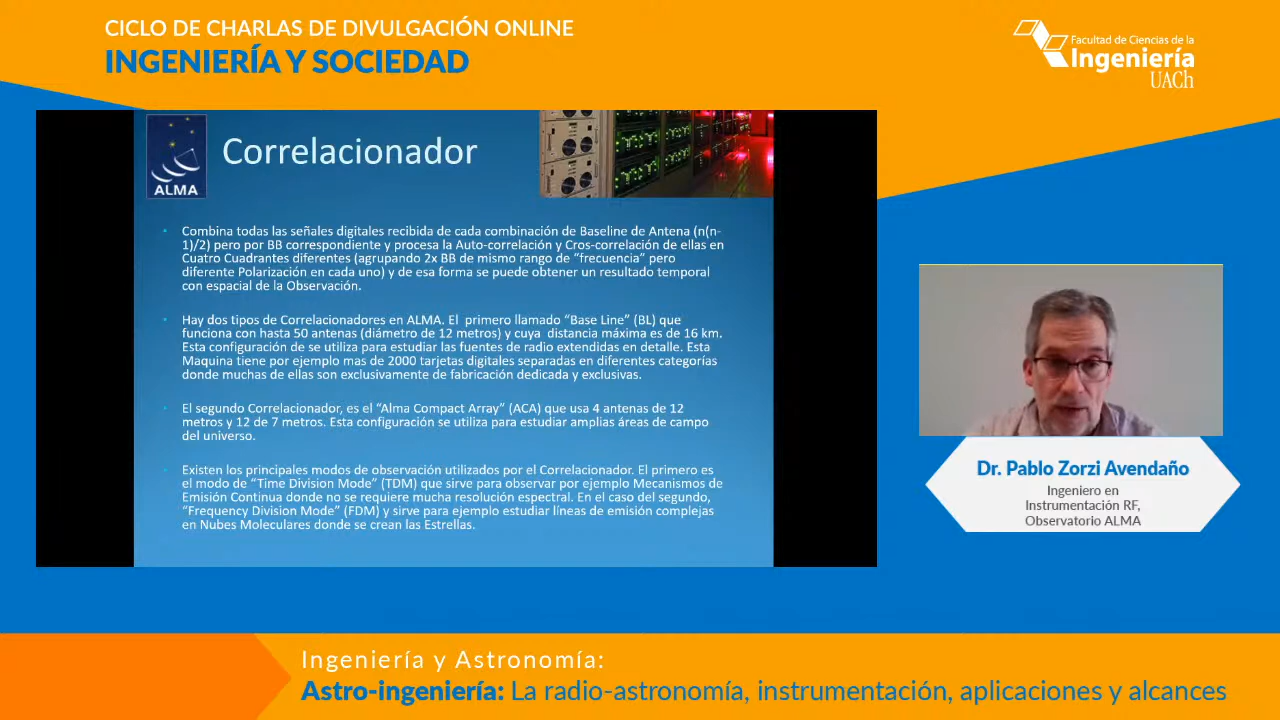 CICLO DE CHARLAS DE DIVULGACIÓN ONLINE
INGENIERÍA Y SOCIEDAD
Facultad de Ciencias de la
Ingeniería
UACh
ALMA
Correlacionador
Combina todas las señales digitales recibida de cada combinación de Baseline de Antena (n(n-
1)/2) pero por BB correspondiente y procesa la Auto-correlación y Cros-correlación de ellas en
Cuatro Cuadrantes diferentes (agrupando 2x BB de mismo rango de “frecuencia” pero
diferente Polarización en cada uno) y de esa forma se puede obtener un resultado temporal
con espacial de la Observación.
Hay dos tipos de Correlacionadores en ALMA. El primero llamado “Base Line” (BL) que
funciona con hasta 50 antenas (diámetro de 12 metros) y cuya distancia máxima es de 16 km.
Esta configuración de se utiliza para estudiar las fuentes de radio extendidas en detalle. Esta
Maquina tiene por ejemplo mas de 2000 tarjetas digitales separadas en diferentes categorías
donde muchas de ellas son exclusivamente de fabricación dedicada y exclusivas.
El segundo Correlacionador, es el “Alma Compact Array” (ACA) que usa 4 antenas de 12
metros y 12 de 7 metros. Esta configuración se utiliza para estudiar amplias áreas de campo
del universo.
Existen los principales modos de observación utilizados por el Correlacionador. El primero es
el modo de “Time Division Mode” (TDM) que sirve para observar por ejemplo Mecanismos de
Emisión Continua donde no se requiere mucha resolución espectral. En el caso del segundo,
“Frequency Division Mode” (FDM) y sirve para ejemplo estudiar líneas de emisión complejas
en Nubes Moleculares donde se crean las Estrellas.
Dr. Pablo Zorzi Avendaño
Ingeniero en
Instrumentación RF,
Observatorio ALMA
Ingeniería y Astronomía:
Astro-ingeniería: La radio-astronomía, instrumentación, aplicaciones y alcances